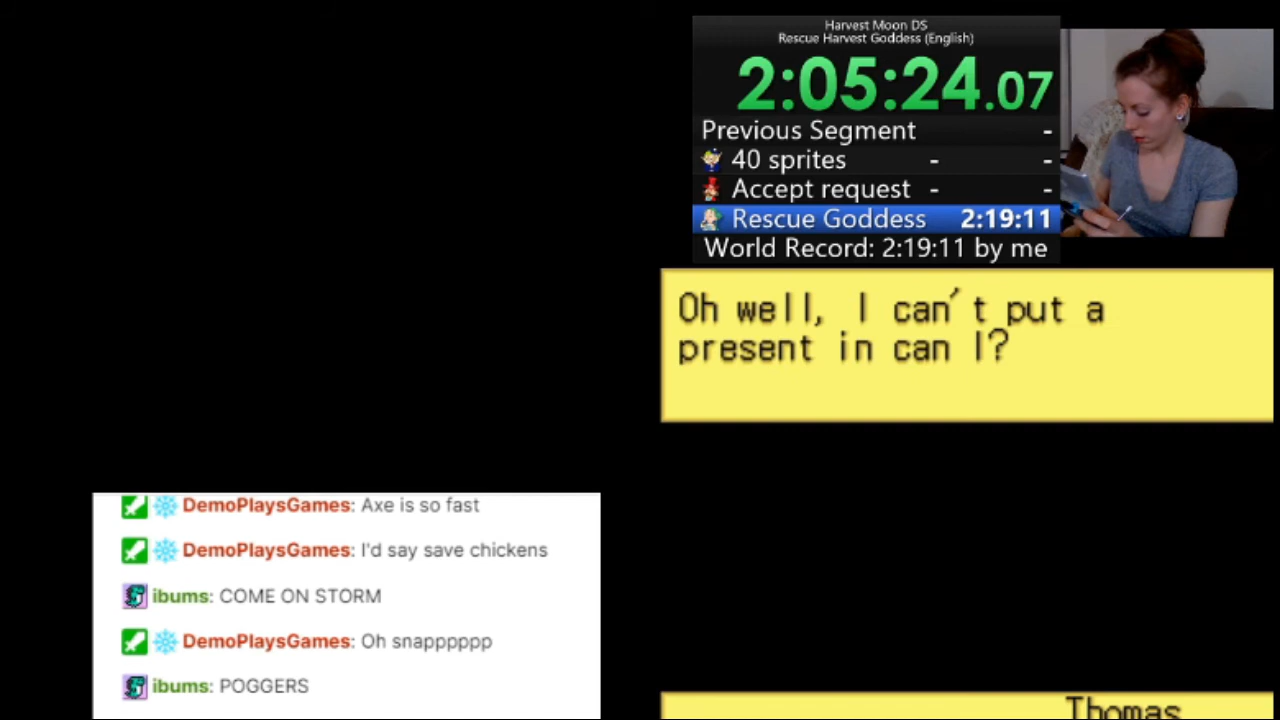 Harvest Moon DS
Rescue Harvest Goddess (English)
2:05:24.07
Previous Segment -
40 sprites - -
Accept request - -
Rescue Goddess 2:19:11
World Record: 2:19:11 by me
Oh well, I can't put a
present in can I?
DemoPlaysGames: Axe is so fast
DemoPlaysGames: I'd say save chickens
ibums: COME ON STORM
DemoPlaysGames: Oh snapppppp
ibums: POGGERS
Thomas